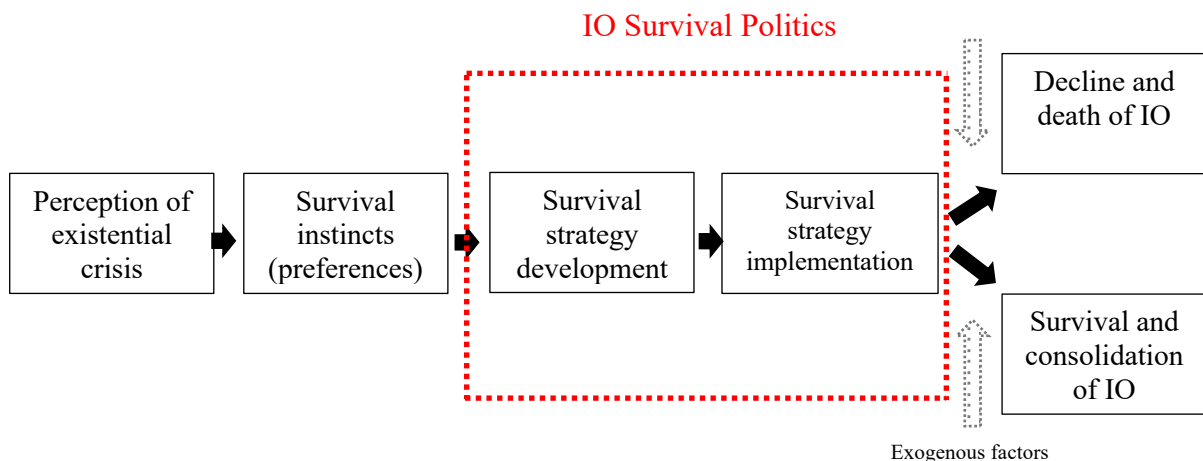 IO Survival Politics
Perception of
existential
crisis
Survival
instincts
(preferences)
Survival
strategy
development
Survival
strategy
implementation
Decline and
death of IO
Survival and
consolidation
of IO
Exogenous factors